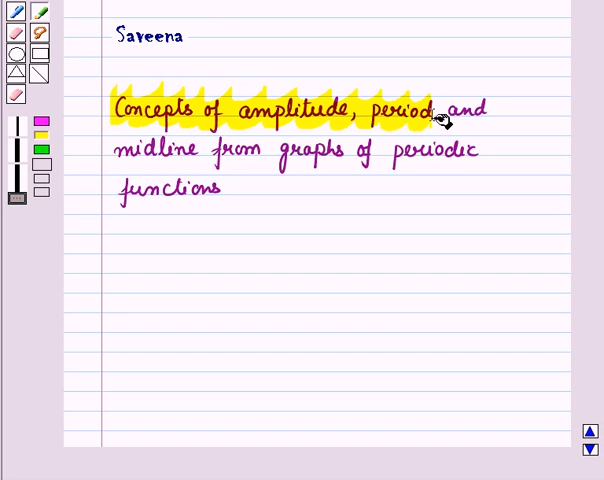 Saveena
Concepts of amplitude, period and
midline from graphs of periodic
functions